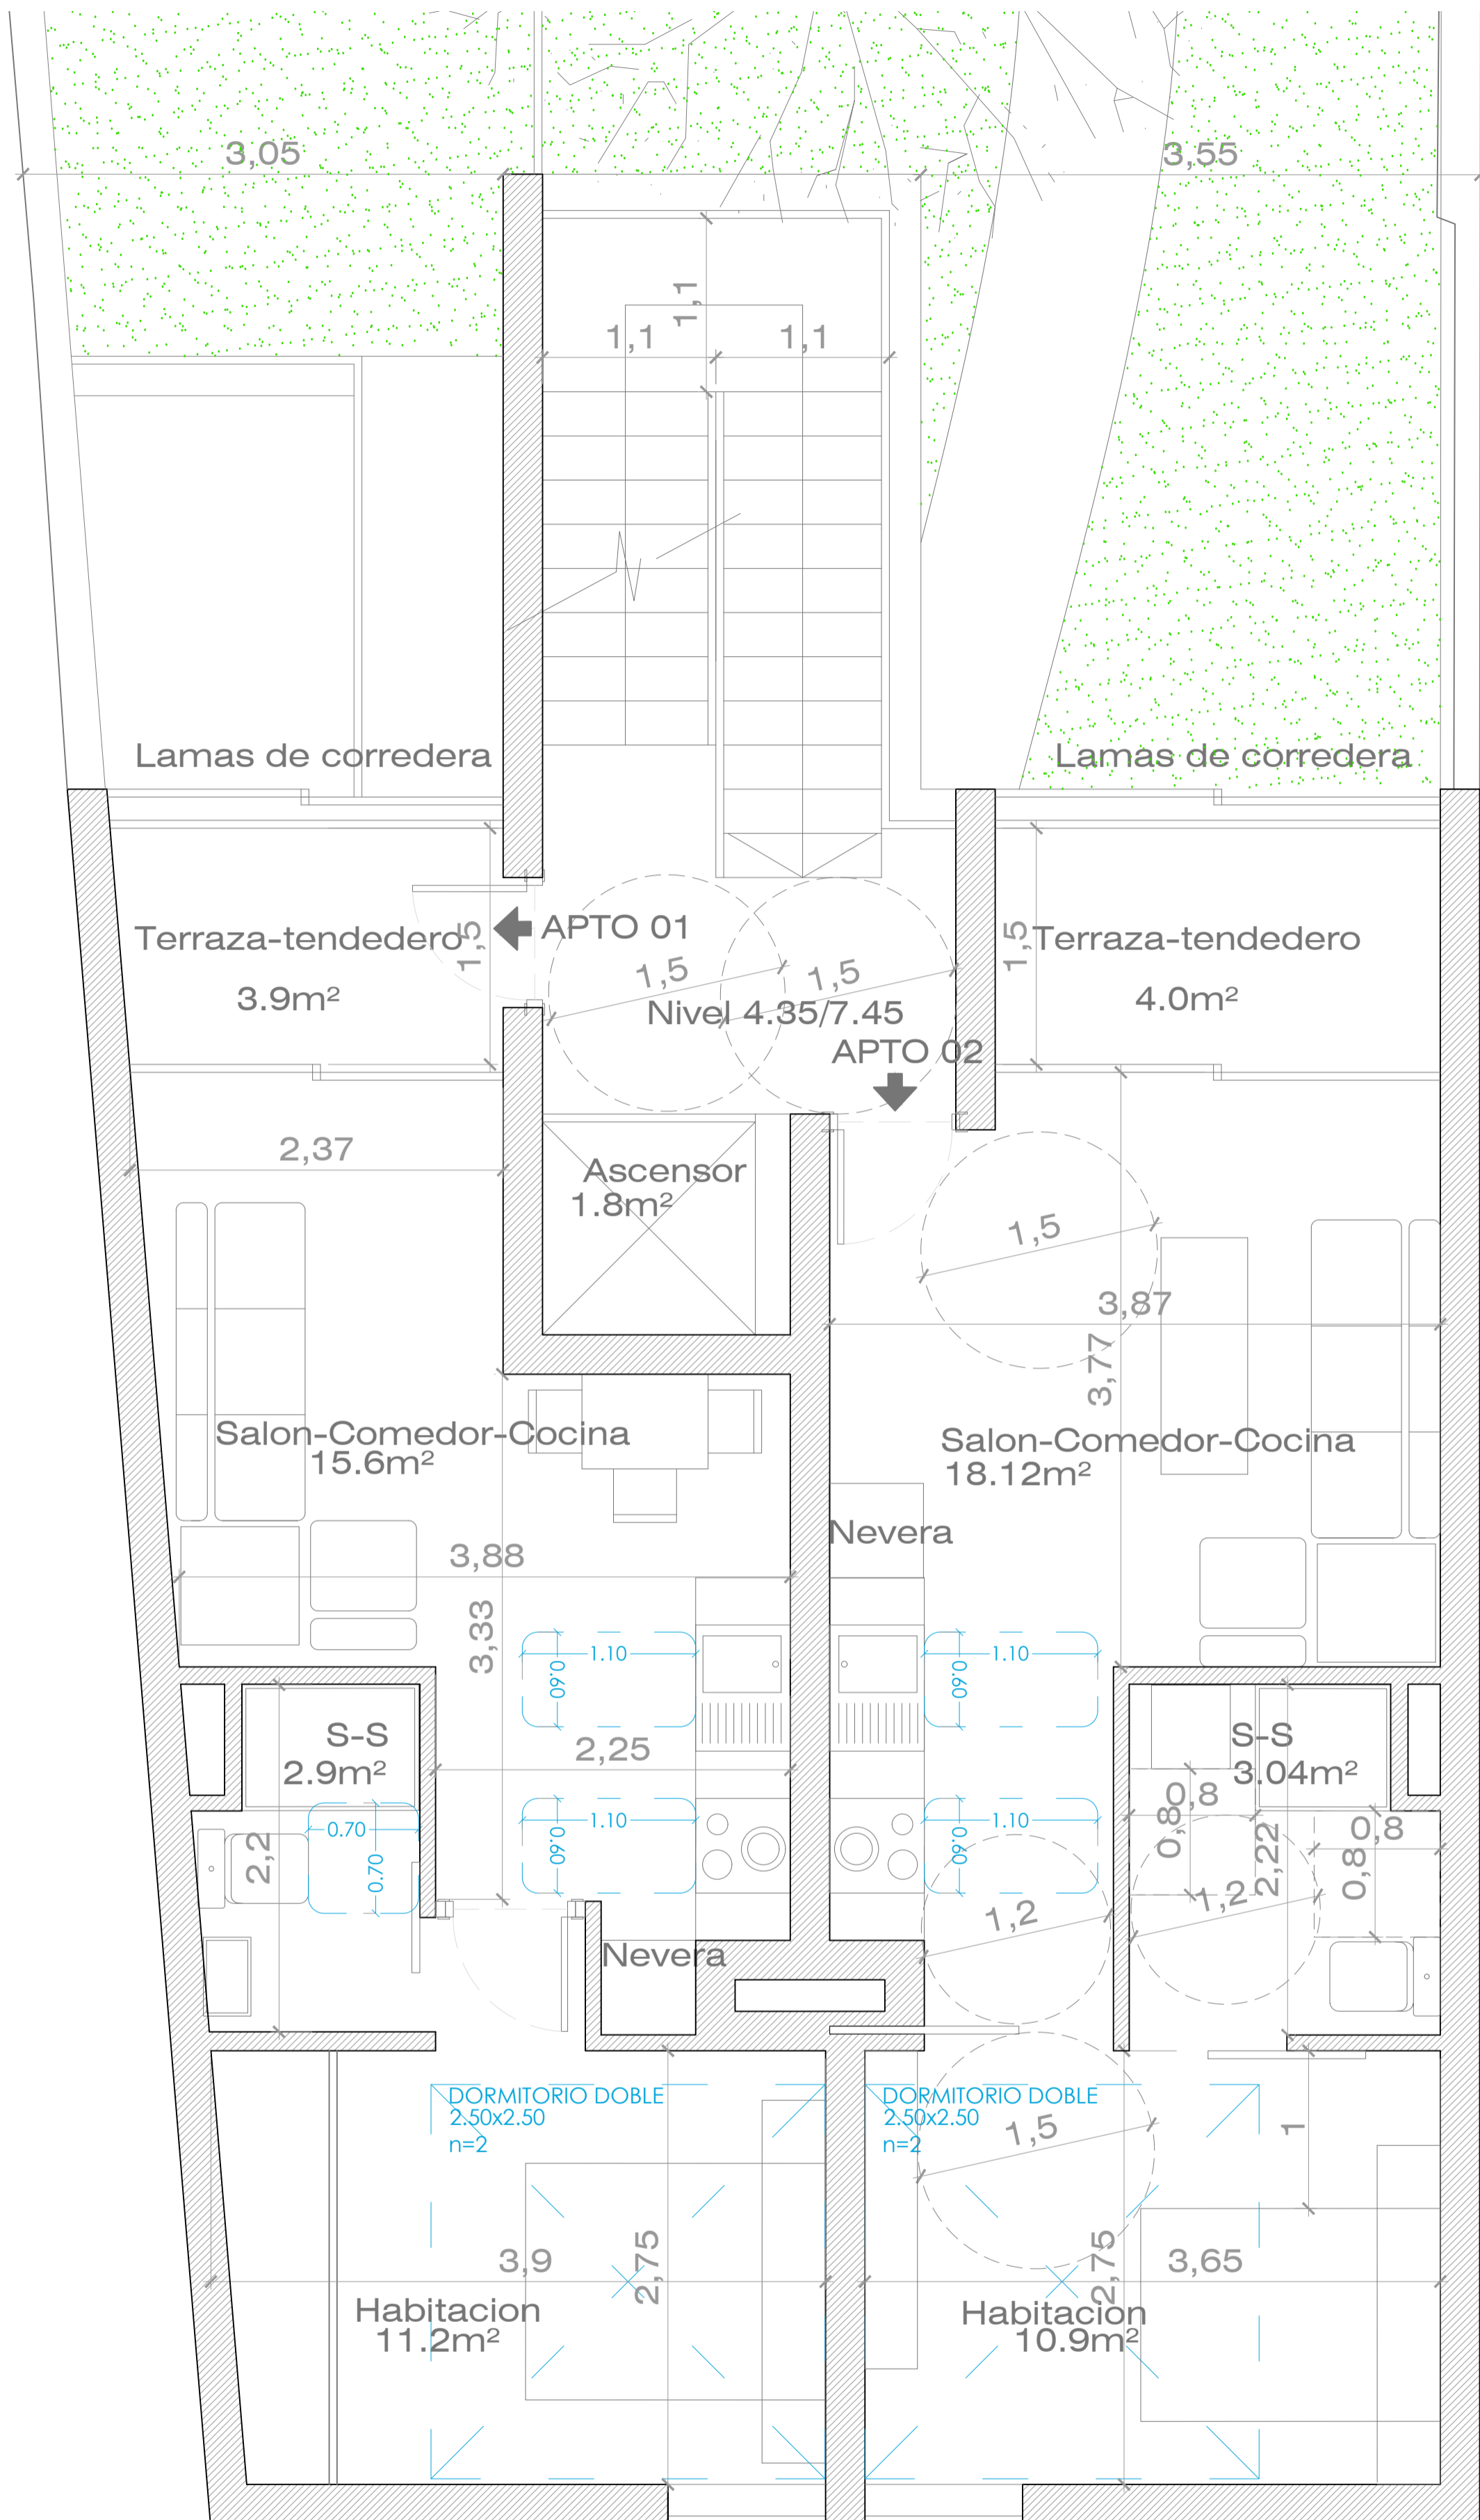 3,05
3,55
1,1
1,1
1,1
Lamas de corredera
Lamas de corredera
Terraza-tendedero
3.9m²
1,5
APTO 01
1,5
1,5
Nivel 4.35/7.45
APTO 02
1,5
Terraza-tendedero
4.0m²
2,37
Ascensor
1.8m²
1,5
3,87
3,77
Salon-Comedor-Cocina
15.6m²
Salon-Comedor-Cocina
18.12m²
Nevera
3,88
3,33
1.10
0.60
1.10
0.60
S-S
2.9m²
2,25
S-S
3.04m²
0.70
0.70
2,2
1.10
0.60
1.10
0.60
0,8
0,8
2,22
0,8
0,8
1,2
1,2
Nevera
DORMITORIO DOBLE
2.50x2.50
n=2
DORMITORIO DOBLE
2.50x2.50
n=2
1,5
1
3,9
2,75
2,75
3,65
Habitacion
11.2m²
Habitacion
10.9m²